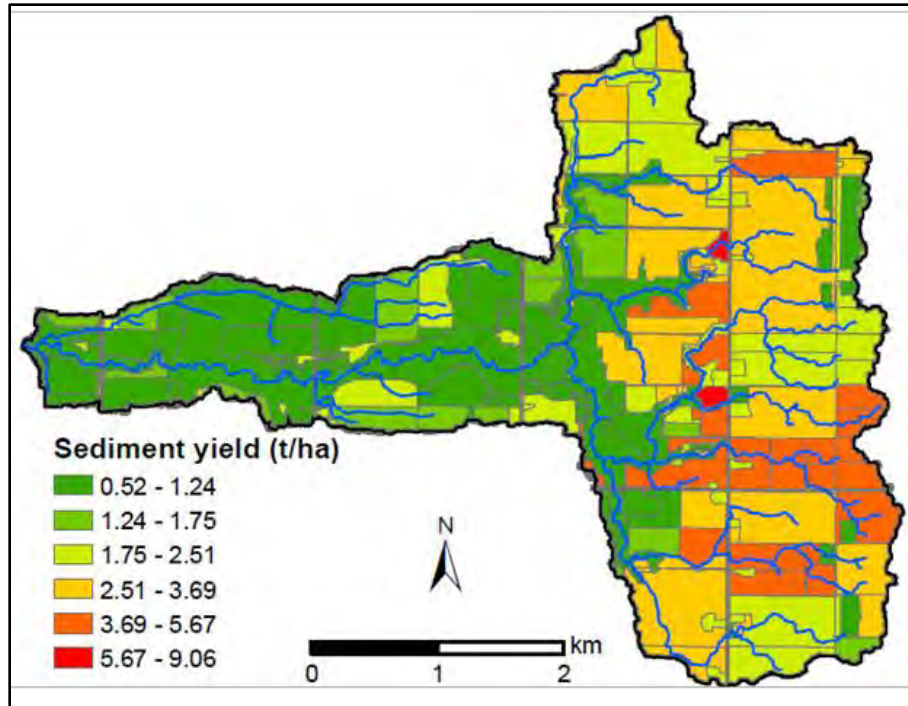 Sediment yield (t/ha)
0.52 - 1.24
1.24 - 1.75
1.75 - 2.51
2.51 - 3.69
3.69 - 5.67
5.67 - 9.06
N
km
0 1 2